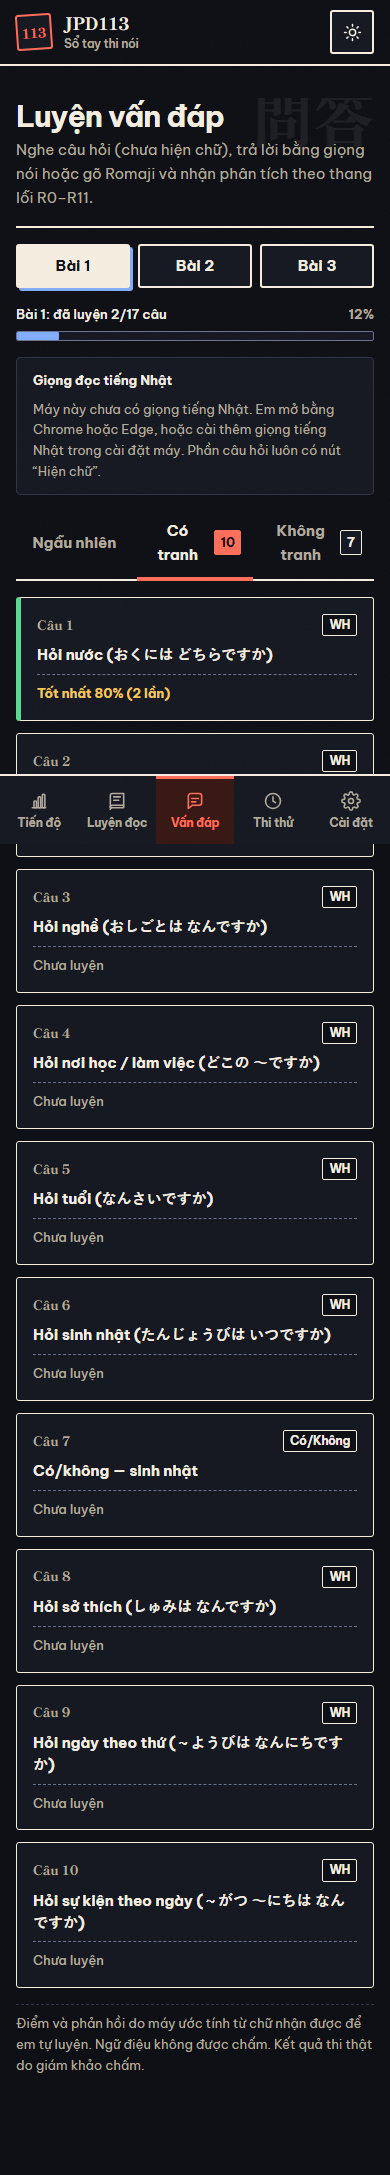 113
JPD113
Sổ tay thi nói
問答
Luyện vấn đáp
Nghe câu hỏi (chưa hiện chữ), trả lời bằng giọng
nói hoặc gõ Romaji và nhận phân tích theo thang
lỗi R0–R11.
Bài 1
Bài 2
Bài 3
Bài 1: đã luyện 2/17 câu
12%
Giọng đọc tiếng Nhật
Máy này chưa có giọng tiếng Nhật. Em mở bằng
Chrome hoặc Edge, hoặc cài thêm giọng tiếng
Nhật trong cài đặt máy. Phần câu hỏi luôn có nút
“Hiện chữ”.
Ngẫu nhiên
Có tranh
10
Không tranh
7
Câu 1
WH
Hỏi nước (おくには どちらですか)
Tốt nhất 80% (2 lần)
Câu 2
WH
Tiến độ
Luyện đọc
Vấn đáp
Thi thử
Cài đặt
Câu 3
WH
Hỏi nghề (おしごとは なんですか)
Chưa luyện
Câu 4
WH
Hỏi nơi học / làm việc (どこの 〜ですか)
Chưa luyện
Câu 5
WH
Hỏi tuổi (なんさいですか)
Chưa luyện
Câu 6
WH
Hỏi sinh nhật (たんじょうびは いつですか)
Chưa luyện
Câu 7
Có/Không
Có/không — sinh nhật
Chưa luyện
Câu 8
WH
Hỏi sở thích (しゅみは なんですか)
Chưa luyện
Câu 9
WH
Hỏi ngày theo thứ (~ようびは なんにちです
か)
Chưa luyện
Câu 10
WH
Hỏi sự kiện theo ngày (~がつ 〜にちは なん
ですか)
Chưa luyện
Điểm và phản hồi do máy ước tính từ chữ nhận được để
em tự luyện. Ngữ điệu không được chấm. Kết quả thi thật
do giám khảo chấm.